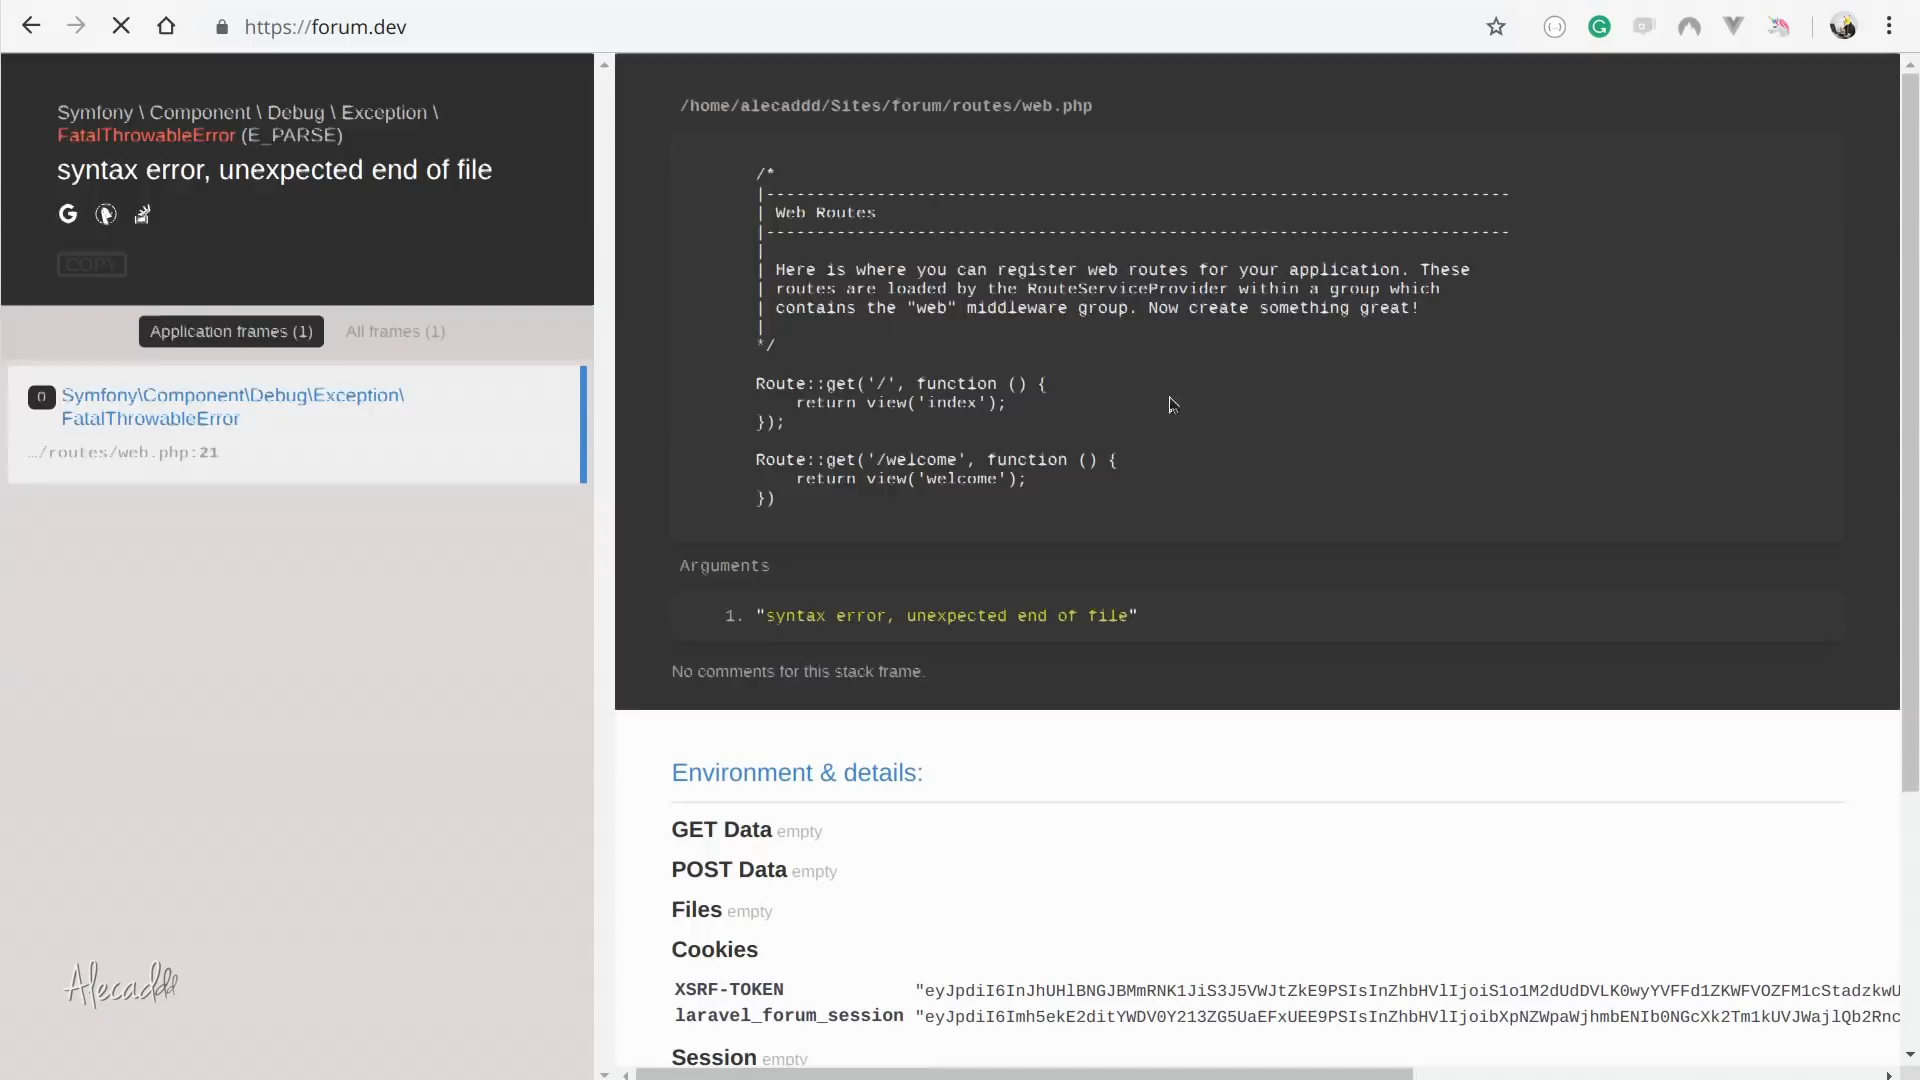 https://forum.dev
Symfony \ Component \ Debug \ Exception \
FatalThrowableError (E_PARSE)
syntax error, unexpected end of file
COPY
Application frames (1) All frames (1)
0 Symfony\Component\Debug\Exception\
FatalThrowableError
…/routes/web.php:21
Alecaddd
/home/alecaddd/Sites/forum/routes/web.php
/*
|--------------------------------------------------------------------------
| Web Routes
|--------------------------------------------------------------------------
|
| Here is where you can register web routes for your application. These
| routes are loaded by the RouteServiceProvider within a group which
| contains the "web" middleware group. Now create something great!
|
*/
Route::get('/', function () {
return view('index');
});
Route::get('/welcome', function () {
return view('welcome');
})
Arguments
1. "syntax error, unexpected end of file"
No comments for this stack frame.
Environment & details:
GET Data empty
POST Data empty
Files empty
Cookies
XSRF-TOKEN
laravel_forum_session
Session empty